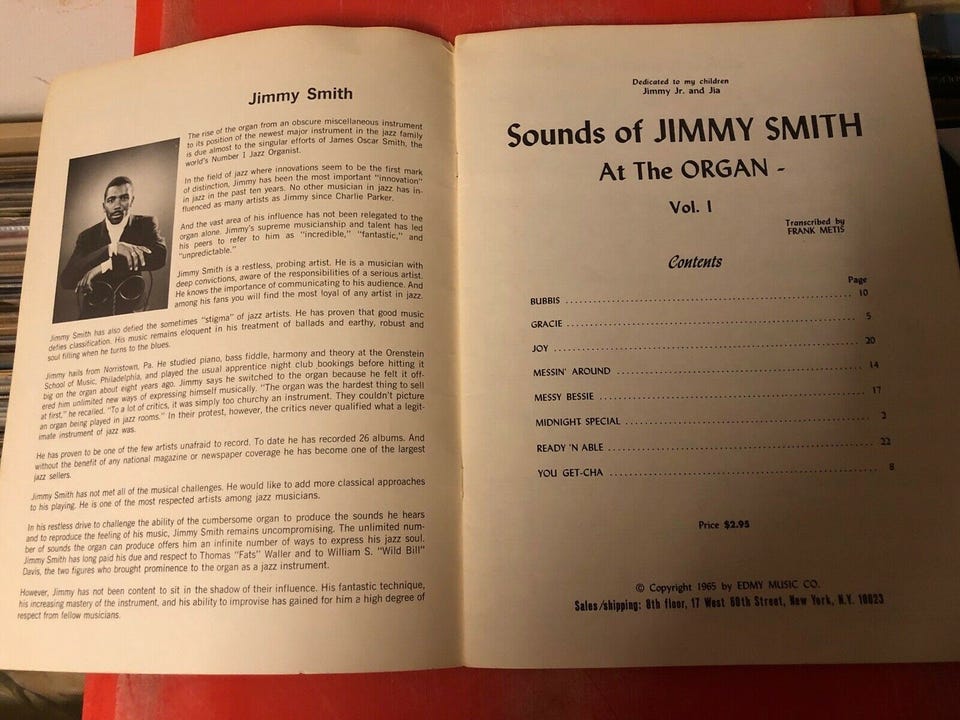 Jimmy Smith
The rise of the organ from an obscure miscellaneous instrument
to its position of the newest major instrument in the jazz family
is due almost to the singular efforts of James Oscar Smith, the
world's Number 1 Jazz Organist.
In the field of jazz where innovations seem to be the first mark
of distinction, Jimmy has been the most important "innovation"
in jazz in the past ten years. No other musician in jazz has in-
fluenced as many artists as Jimmy since Charlie Parker.
And the vast area of his influence has not been relegated to the
organ alone. Jimmy's supreme musicianship and talent has led
his peers to refer to him as "incredible," "fantastic," and
"unpredictable."
Jimmy Smith is a restless, probing artist. He is a musician with
deep convictions, aware of the responsibilities of a serious artist.
He knows the importance of communicating to his audience. And
among his fans you will find the most loyal of any artist in jazz.
Jimmy Smith has also defied the sometimes "stigma" of jazz artists. He has proven that good music
defies classification. His music remains eloquent in his treatment of ballads and earthy, robust and
soul filling when he turns to the blues.
Jimmy hails from Norristown, Pa. He studied piano, bass fiddle, harmony and theory at the Orenstein
School of Music, Philadelphia, and played the usual apprentice night club bookings before hitting it
big on the organ about eight years ago. Jimmy says he switched to the organ because he felt it off-
ered him unlimited new ways of expressing himself musically. "The organ was the hardest thing to sell
at first," he recalled. "To a lot of critics, it was simply too churchy an instrument. They couldn't picture
an organ being played in jazz rooms." In their protest, however, the critics never qualified what a legit-
imate instrument of jazz was.
He has proven to be one of the few artists unafraid to record. To date he has recorded 26 albums. And
without the benefit of any national magazine or newspaper coverage he has become one of the largest
jazz sellers.
Jimmy Smith has not met all of the musical challenges. He would like to add more classical approaches
to his playing. He is one of the most respected artists among jazz musicians.
In his restless drive to challenge the ability of the cumbersome organ to produce the sounds he hears
and to reproduce the feeling of his music, Jimmy Smith remains uncompromising. The unlimited num-
ber of sounds the organ can produce offers him an infinite number of ways to express his jazz soul.
Jimmy Smith has long paid his due and respect to Thomas "Fats" Waller and to William S. "Wild Bill"
Davis, the two figures who brought prominence to the organ as a jazz instrument.
However, Jimmy has not been content to sit in the shadow of their influence. His fantastic technique,
his increasing mastery of the instrument, and his ability to improvise has gained for him a high degree of
respect from fellow musicians.
Dedicated to my children
Jimmy Jr. and Jia
Sounds of JIMMY SMITH
At The ORGAN -
Vol. I
Transcribed by
FRANK METIS
Contents
Page
BUBBIS 10
GRACIE 5
JOY 20
MESSIN' AROUND 14
MESSY BESSIE 17
MIDNIGHT SPECIAL 2
READY 'N ABLE 22
YOU GET-CHA 8
Price $2.95
© Copyright 1965 by EDMY MUSIC CO.
Sales/shipping: 8th floor, 17 West 60th Street, New York, N.Y. 10023